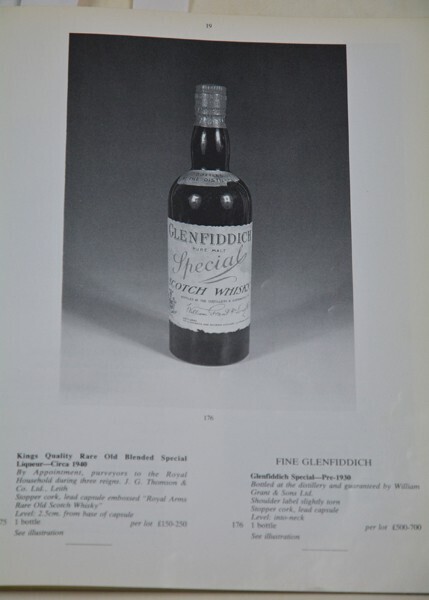 19
GLENFIDDICH
PURE MALT
Special
SCOTCH WHISKY
176
Kings Quality Rare Old Blended Special
Liqueur—Circa 1940
By Appointment, purveyors to the Royal
Household during three reigns. J. G. Thomson &
Co. Ltd., Leith
Stopper cork, lead capsule embossed "Royal Arms
Rare Old Scotch Whisky"
Level: 2.5cm. from base of capsule
75 1 bottle per lot £150-250
See illustration
FINE GLENFIDDICH
Glenfiddich Special—Pre-1930
Bottled at the distillery and guaranteed by William
Grant & Sons Ltd.
Shoulder label slightly torn
Stopper cork, lead capsule
Level: into-neck
176 1 bottle per lot £500-700
See illustration